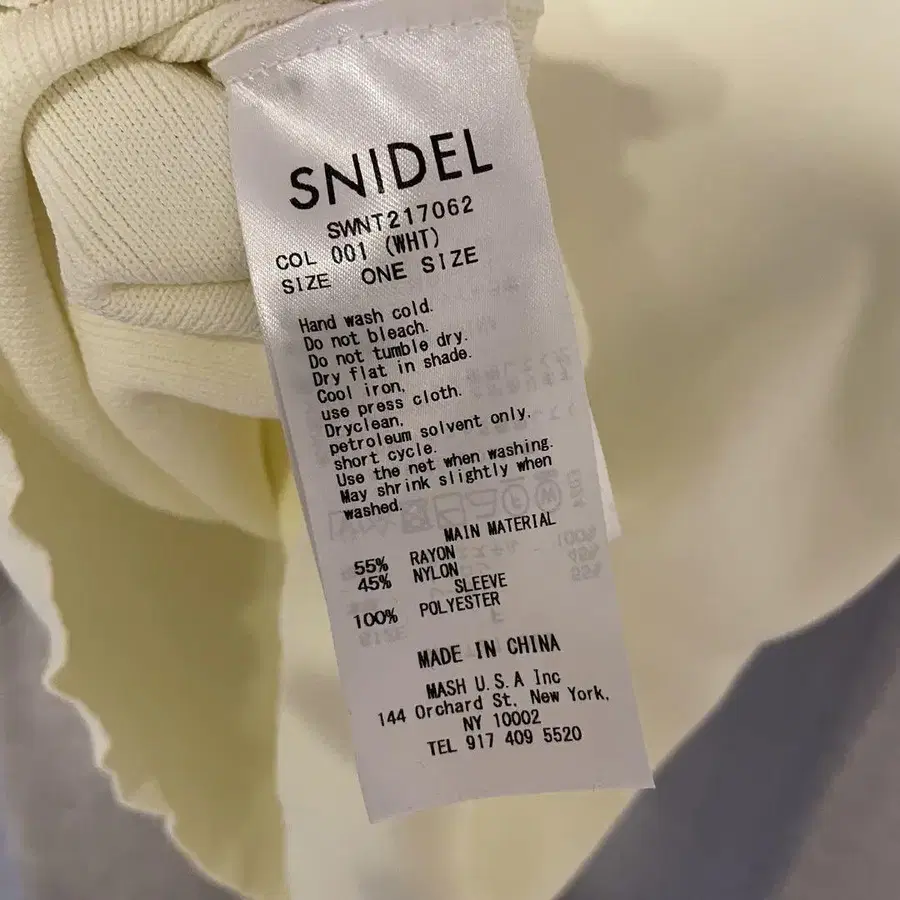 SNIDEL
SWNT217062
COL 001 (WHT)
SIZE ONE SIZE
Hand wash cold.
Do not bleach.
Do not tumble dry.
Dry flat in shade.
Cool iron,
use press cloth.
Dryclean,
petroleum solvent only,
short cycle.
Use the net when washing.
May shrink slightly when
washed.
MAIN MATERIAL
55% RAYON
45% NYLON
SLEEVE
100% POLYESTER
MADE IN CHINA
MASH U.S.A Inc
144 Orchard St, New York,
NY 10002
TEL 917 409 5520